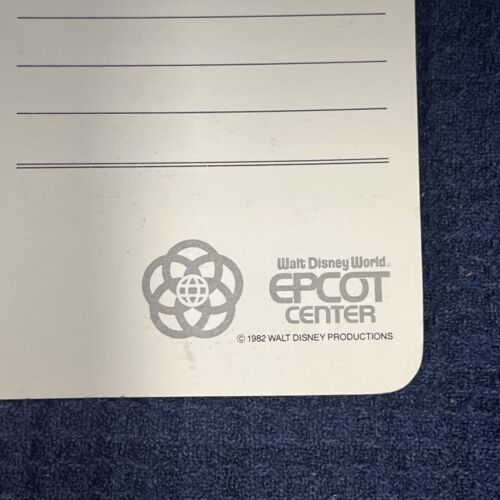 Walt Disney World®
EPCOT
CENTER
© 1982 WALT DISNEY PRODUCTIONS